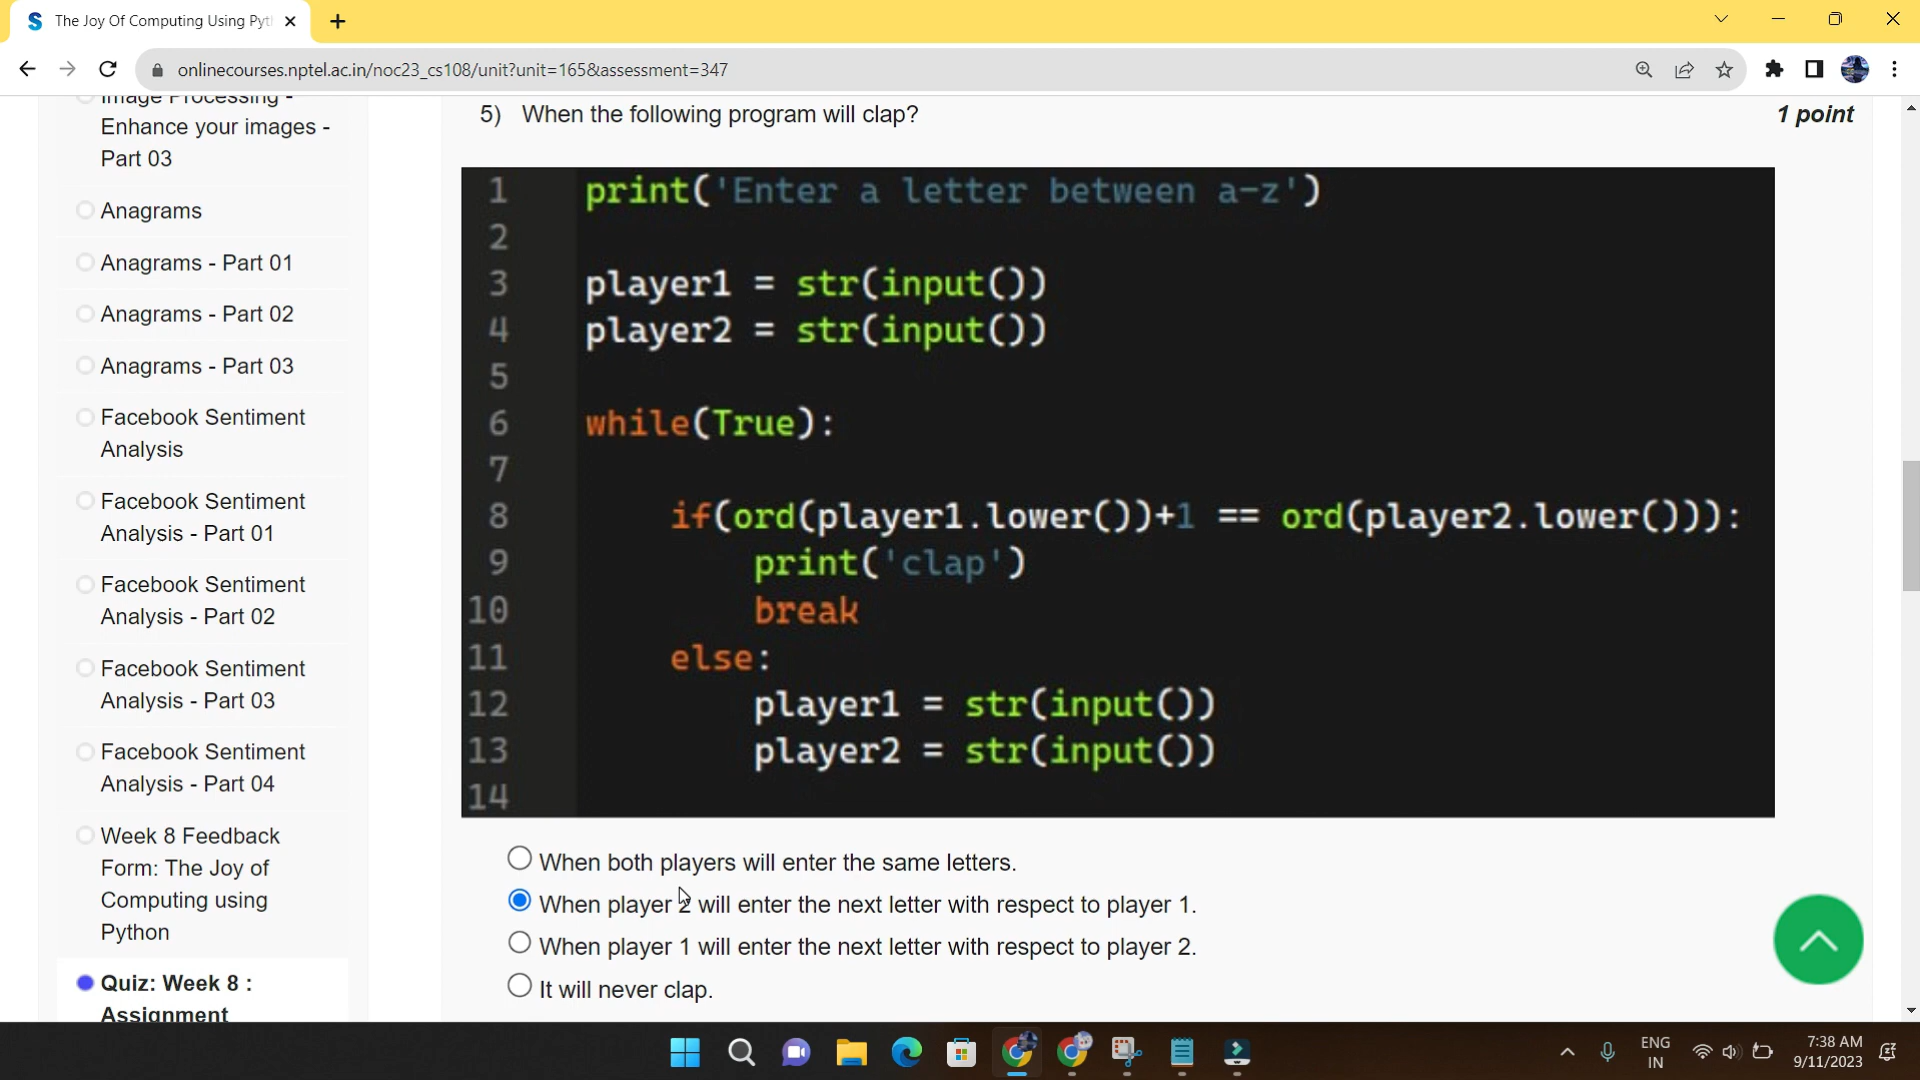 The Joy Of Computing Using Pyt
onlinecourses.nptel.ac.in/noc23_cs108/unit?unit=165&assessment=347
Image Processing -
Enhance your images -
Part 03
Anagrams
Anagrams - Part 01
Anagrams - Part 02
Anagrams - Part 03
Facebook Sentiment
Analysis
Facebook Sentiment
Analysis - Part 01
Facebook Sentiment
Analysis - Part 02
Facebook Sentiment
Analysis - Part 03
Facebook Sentiment
Analysis - Part 04
Week 8 Feedback
Form: The Joy of
Computing using
Python
Quiz: Week 8 :
Assignment
5) When the following program will clap?
1 point
1 print('Enter a letter between a-z')
2
3 player1 = str(input())
4 player2 = str(input())
5
6 while(True):
7
8 if(ord(player1.lower())+1 == ord(player2.lower())):
9 print('clap')
10 break
11 else:
12 player1 = str(input())
13 player2 = str(input())
14
When both players will enter the same letters.
When player 2 will enter the next letter with respect to player 1.
When player 1 will enter the next letter with respect to player 2.
It will never clap.
ENG
IN
7:38 AM
9/11/2023